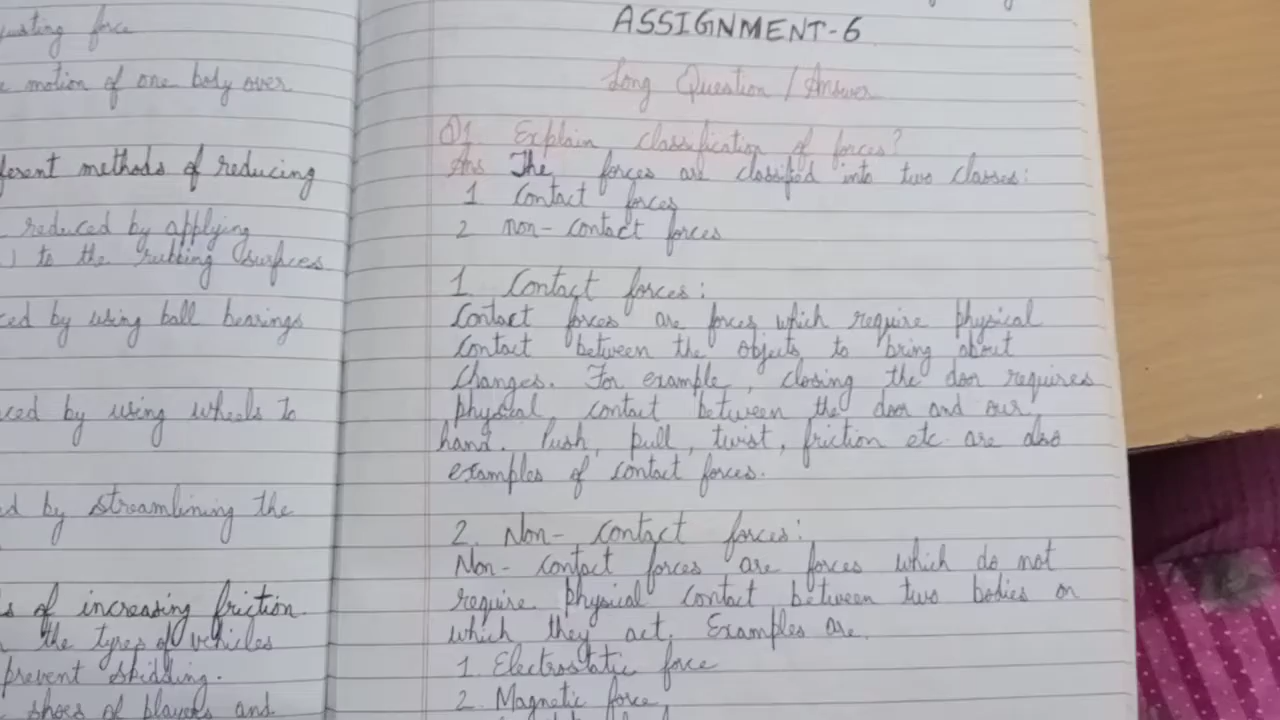 force
motion of one body over
methods of reducing
reduced by applying
to the rubbing surfaces
by using ball bearings
by using wheels to
by streamlining the
of increasing friction.
the tyres of vehicles
prevent skidding.
shoes of players and
ASSIGNMENT-6
Long Question / Answer
Q1. Explain classification of forces?
Ans The forces are classified into two classes:
1 Contact forces
2 non-contact forces
1 Contact forces:
Contact forces are forces which require physical
contact between the objects to bring about
changes. For example, closing the door requires
physical contact between the door and our
hand. Push, pull, twist, friction etc are also
examples of contact forces.
2. Non-contact forces:
Non-contact forces are forces which do not
require physical contact between two bodies on
which they act. Examples are.
1. Electrostatic force
2. Magnetic force